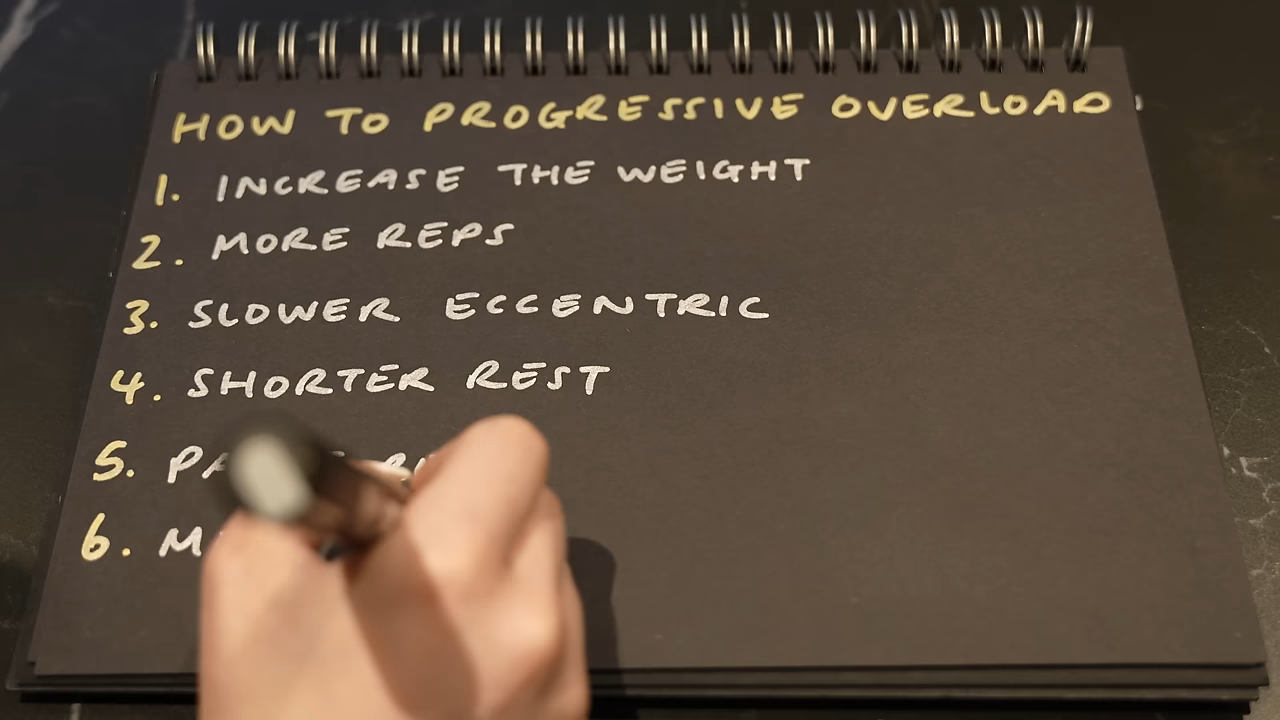 HOW TO PROGRESSIVE OVERLOAD
1. INCREASE THE WEIGHT
2. MORE REPS
3. SLOWER ECCENTRIC
4. SHORTER REST
5.
6.